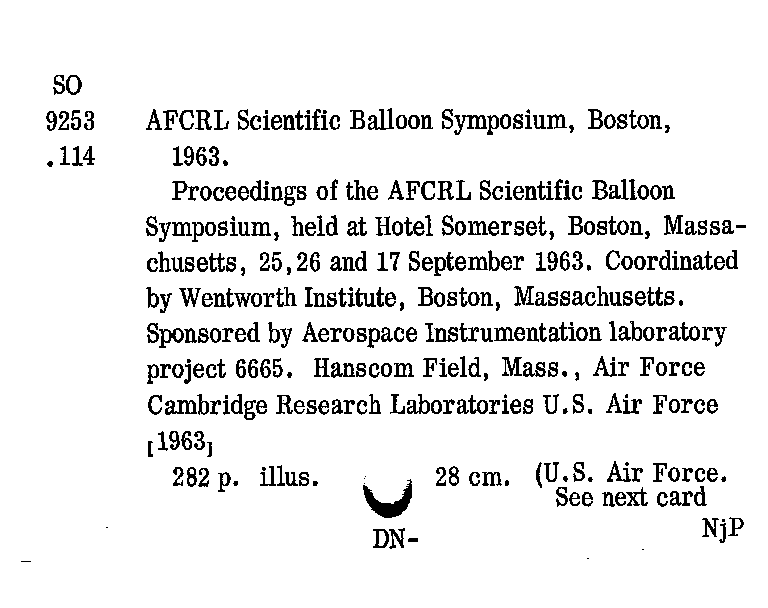 SO
9253 AFCRL Scientific Balloon Symposium, Boston,
.114 1963.
Proceedings of the AFCRL Scientific Balloon
Symposium, held at Hotel Somerset, Boston, Massa-
chusetts, 25,26 and 17 September 1963. Coordinated
by Wentworth Institute, Boston, Massachusetts.
Sponsored by Aerospace Instrumentation laboratory
project 6665. Hanscom Field, Mass., Air Force
Cambridge Research Laboratories U.S. Air Force
[1963]
282 p. illus. 28 cm. (U.S. Air Force.
See next card
DN- NjP